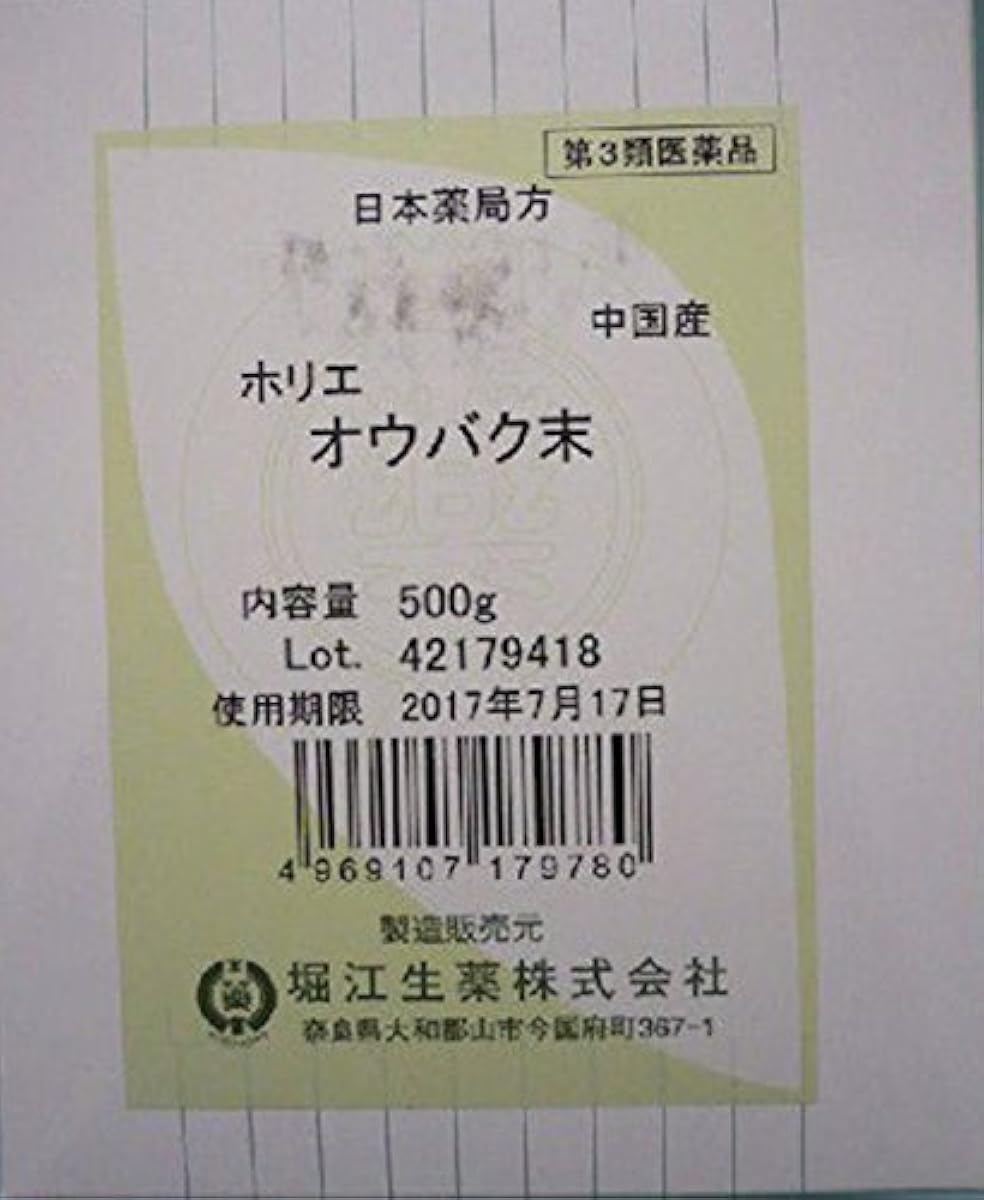 第3類医薬品
日本薬局方
中国産
ホリエ
オウバク末
内容量 500g
Lot. 42179418
使用期限 2017年7月17日
4 969107 179780
製造販売元
堀江生薬株式会社
奈良県大和郡山市今国府町367-1